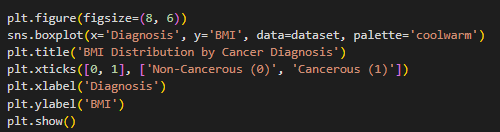 plt.figure(figsize=(8, 6))
sns.boxplot(x='Diagnosis', y='BMI', data=dataset, palette='coolwarm')
plt.title('BMI Distribution by Cancer Diagnosis')
plt.xticks([0, 1], ['Non-Cancerous (0)', 'Cancerous (1)'])
plt.xlabel('Diagnosis')
plt.ylabel('BMI')
plt.show()